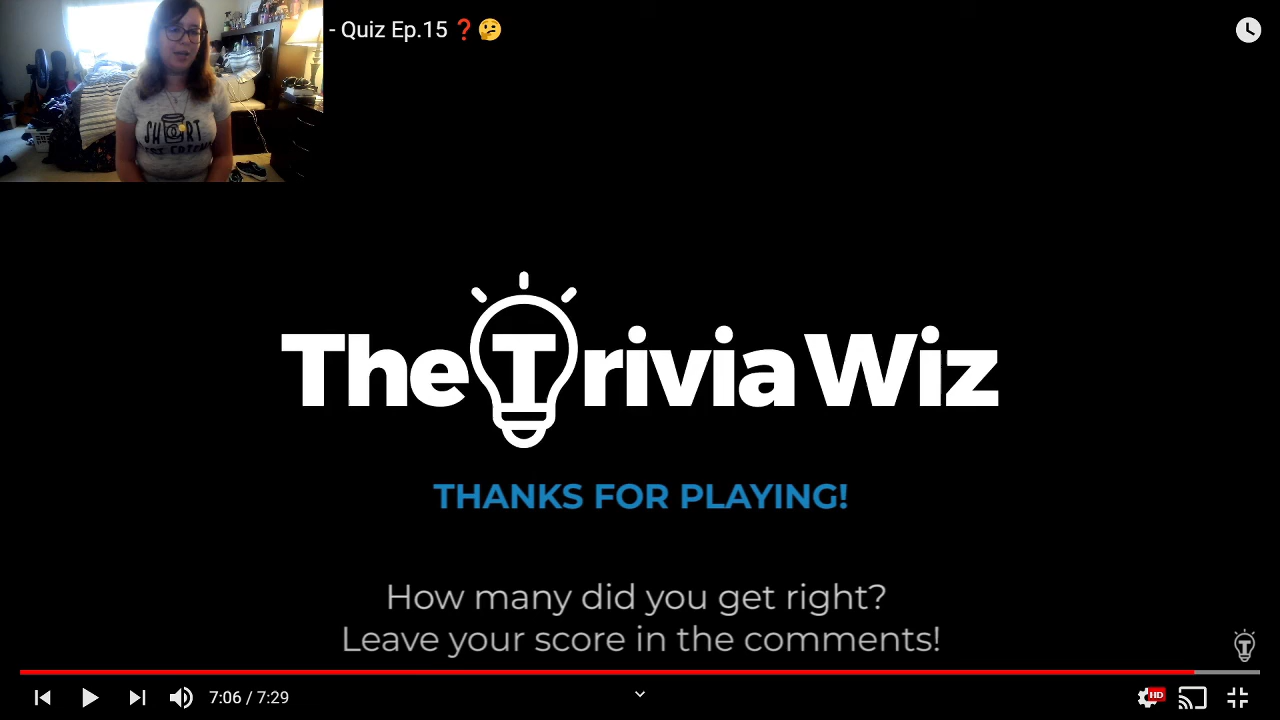 - Quiz Ep.15 ❓🤔
SHORT
The Trivia Wiz
THANKS FOR PLAYING!
How many did you get right?
Leave your score in the comments!
7:06 / 7:29
HD